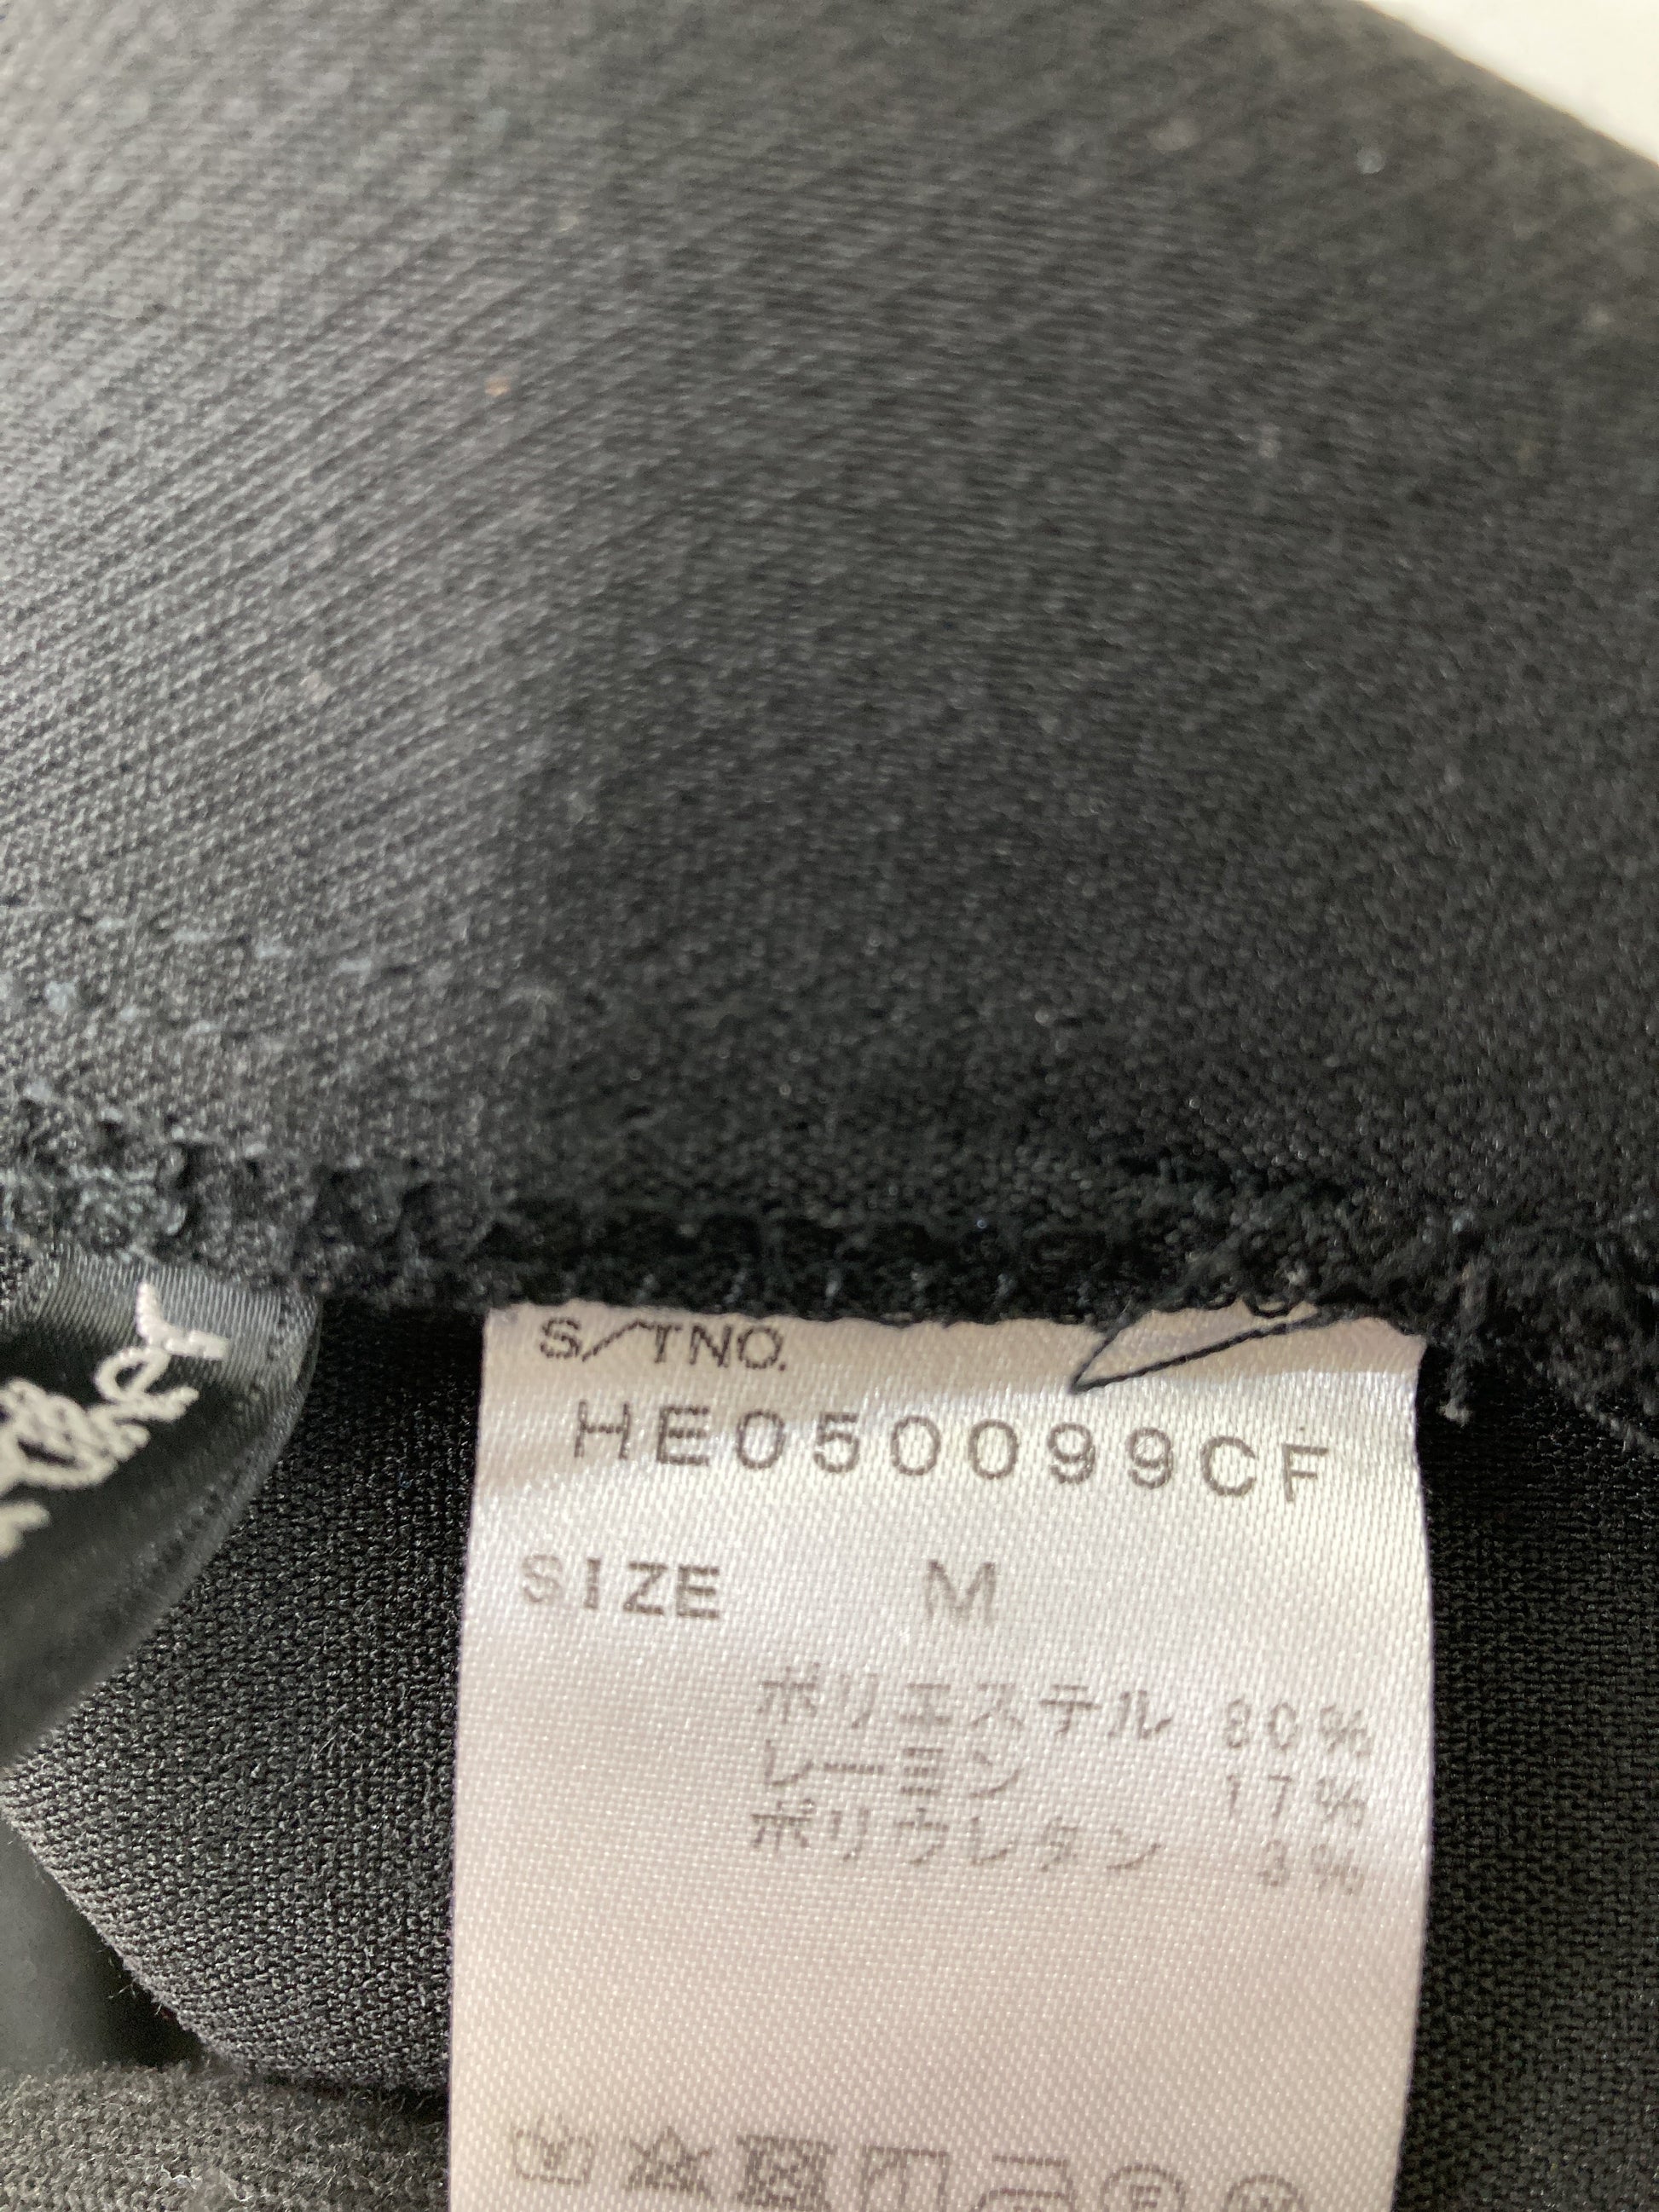 S/TNO.
HE050099CF
SIZE M
ポリエステル 80%
レーヨン 17%
ポリウレタン 3%